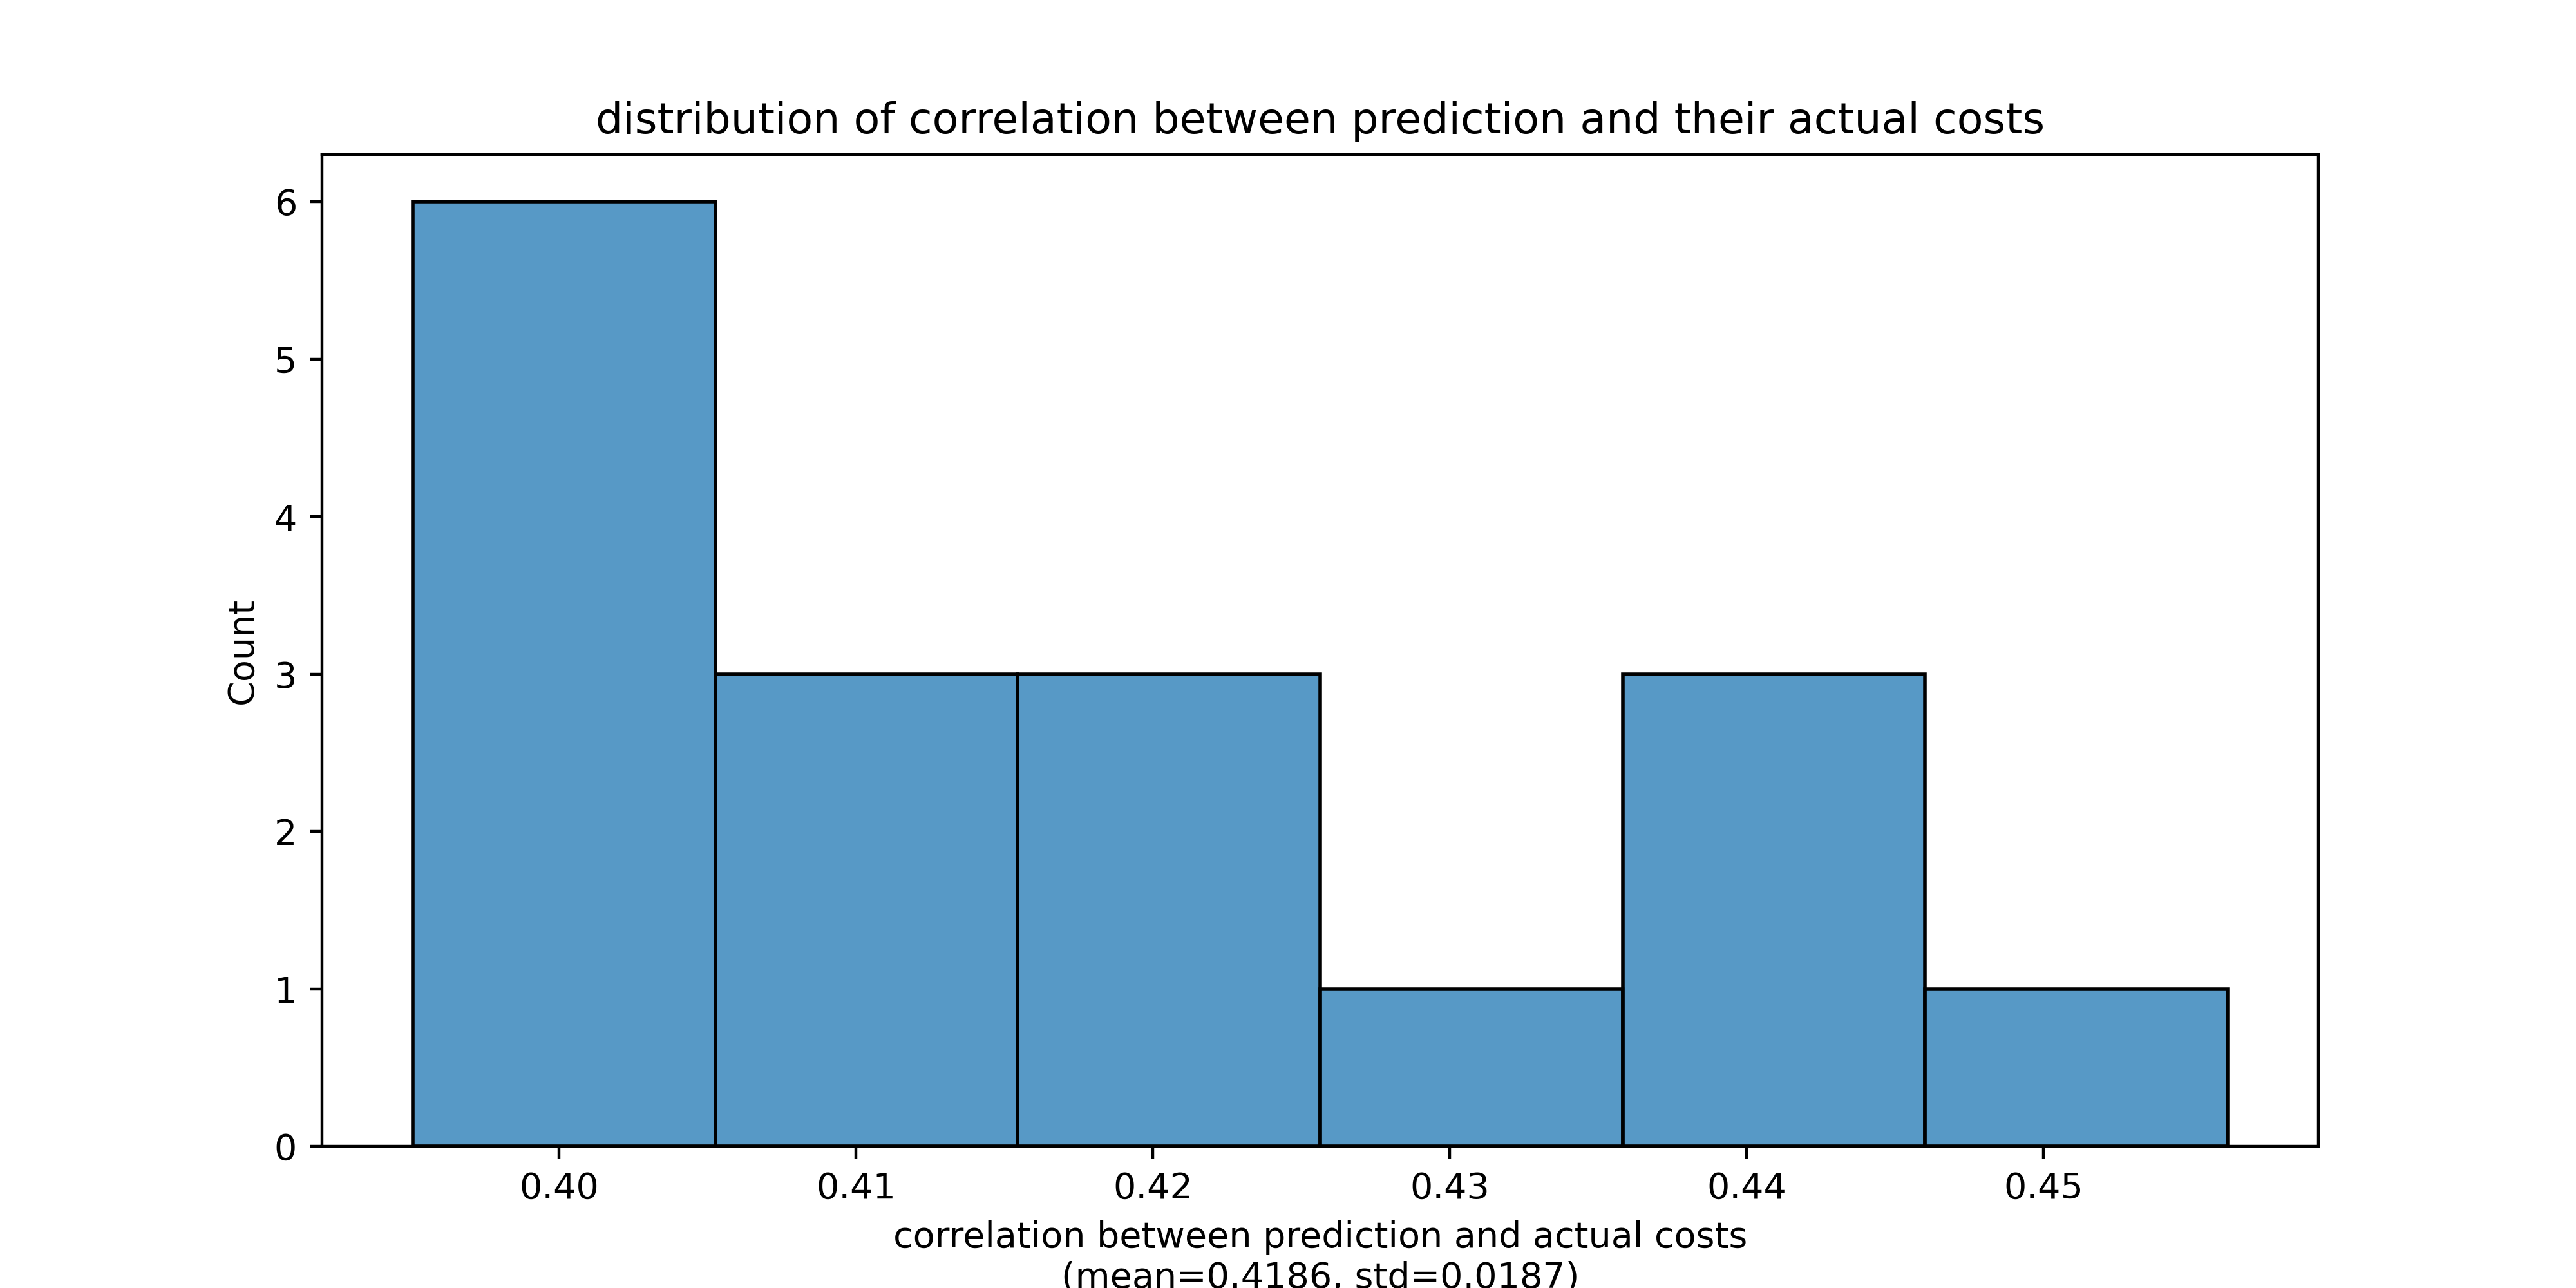 distribution of correlation between prediction and their actual costs
6
5
4
3
2
1
0
Count
0.40 0.41 0.42 0.43 0.44 0.45
correlation between prediction and actual costs
(mean=0.4186, std=0.0187)